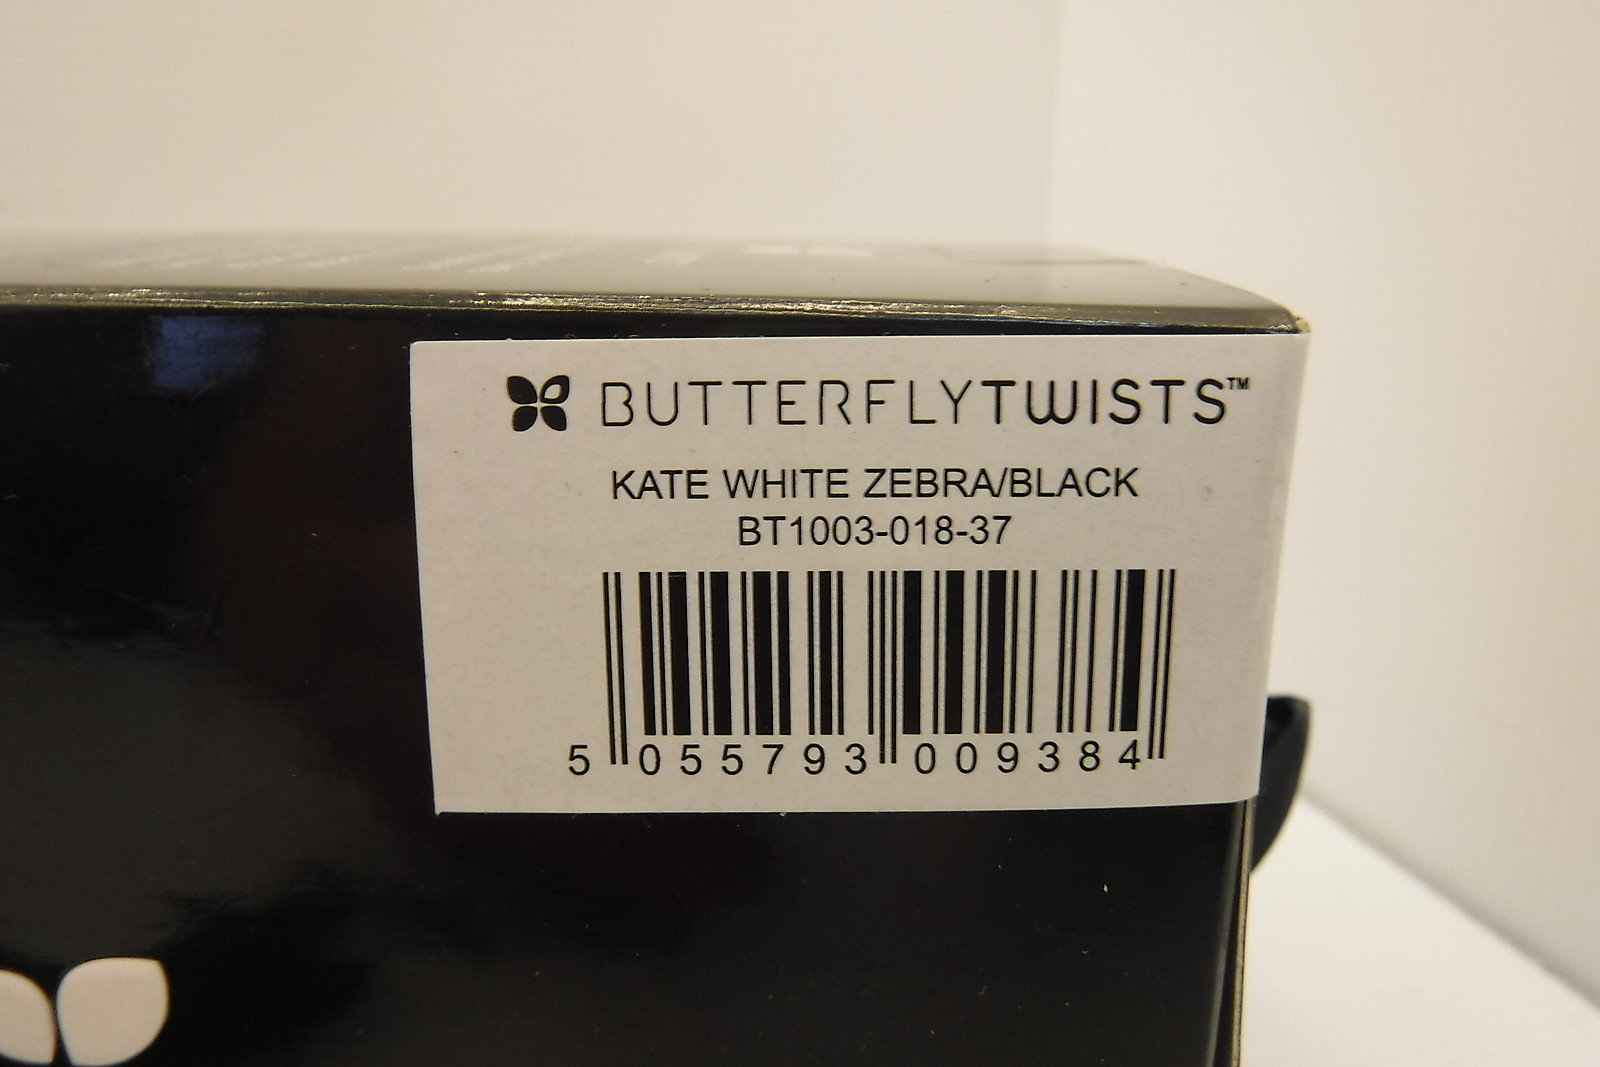 BUTTERFLYTWISTS™
KATE WHITE ZEBRA/BLACK
BT1003-018-37
5 055793 009384